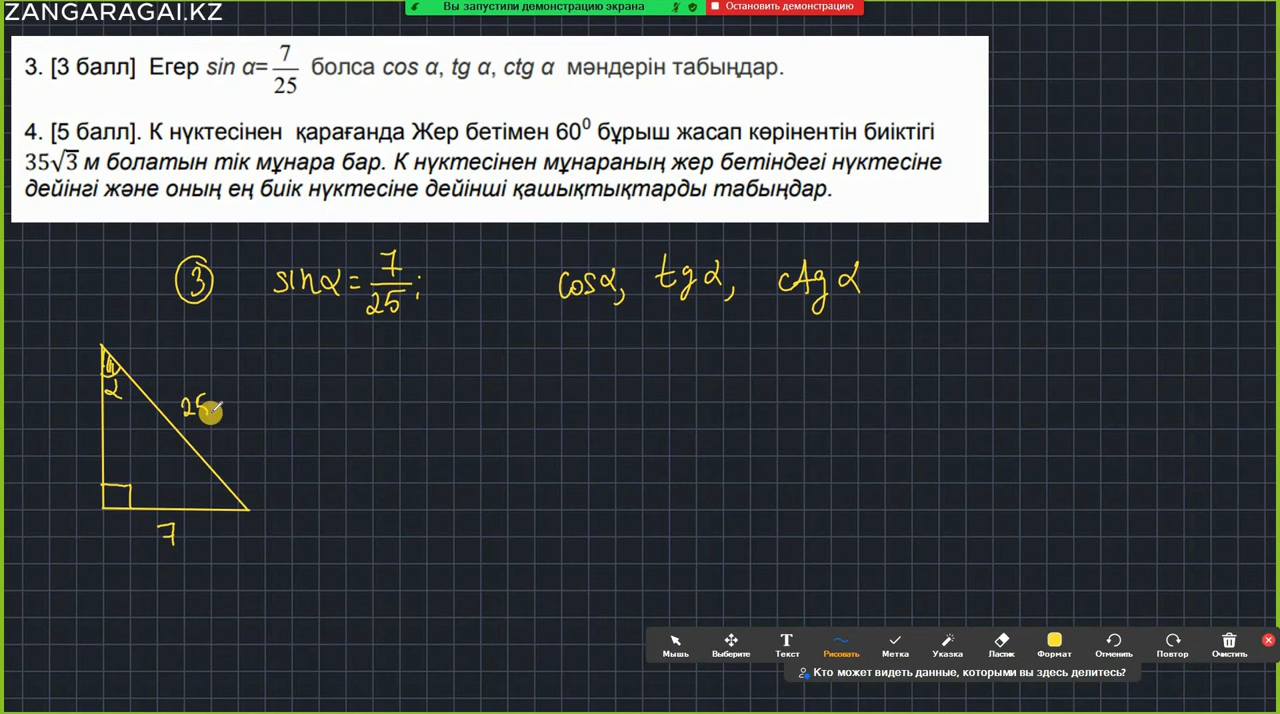 ZANGARAGAI.KZ
Вы запустили демонстрацию экрана
Остановить демонстрацию
3. [3 балл] Егер sin α= 7/25 болса cos α, tg α, ctg α мәндерін табыңдар.
4. [5 балл]. К нүктесінен қарағанда Жер бетімен 60⁰ бұрыш жасап көрінентін биіктігі
35√3 м болатын тік мұнара бар. К нүктесінен мұнараның жер бетіндегі нүктесіне
дейінгі және оның ең биік нүктесіне дейінші қашықтықтарды табыңдар.
3 sinα = 7/25; cosα, tgα, ctgα
α
25
7
Мышь Выберите Текст Рисовать Метка Указка Ластик Формат Отменить Повтор Очистить
Кто может видеть данные, которыми вы здесь делитесь?